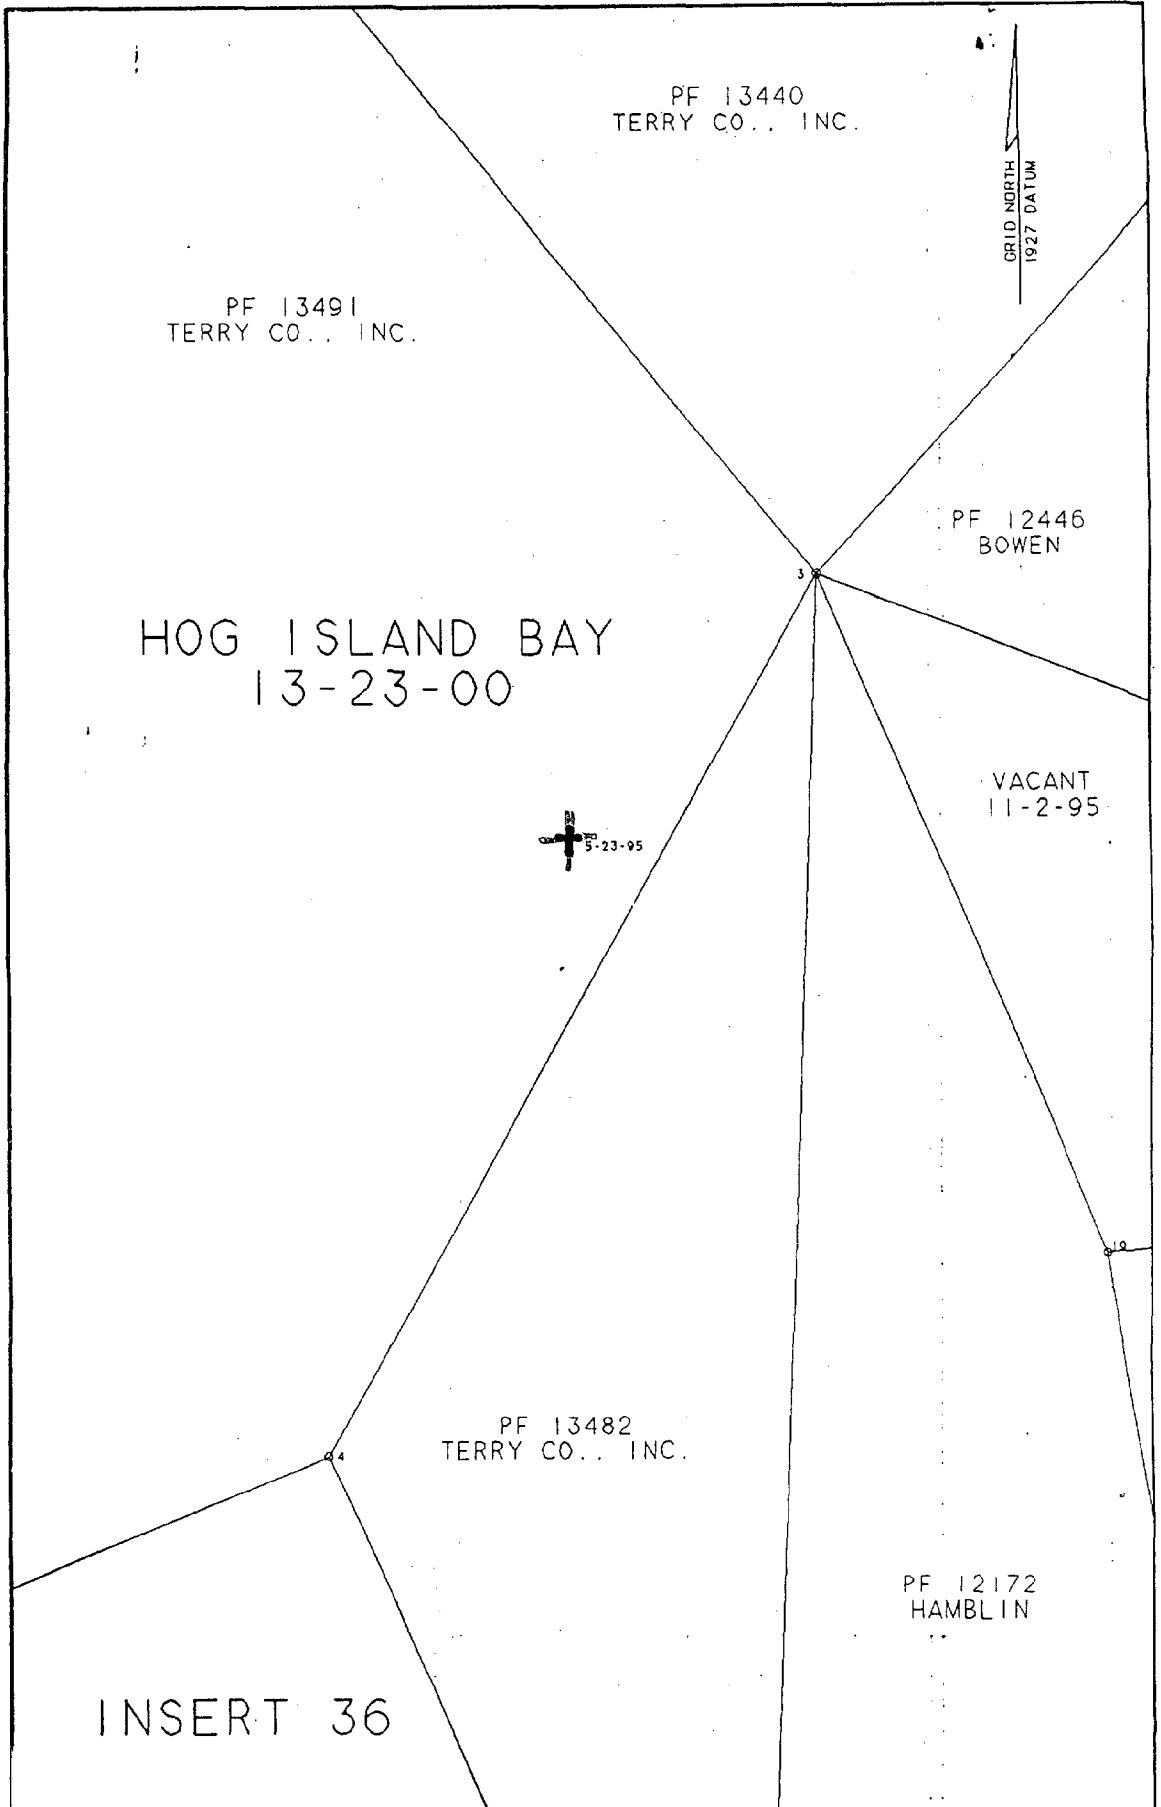 PF 13440
TERRY CO., INC.
GRID NORTH
1927 DATUM
PF 13491
TERRY CO., INC.
PF 12446
BOWEN
3
HOG ISLAND BAY
13-23-00
VACANT
11-2-95
5-23-95
4
PF 13482
TERRY CO., INC.
PF 12172
HAMBLIN
INSERT 36